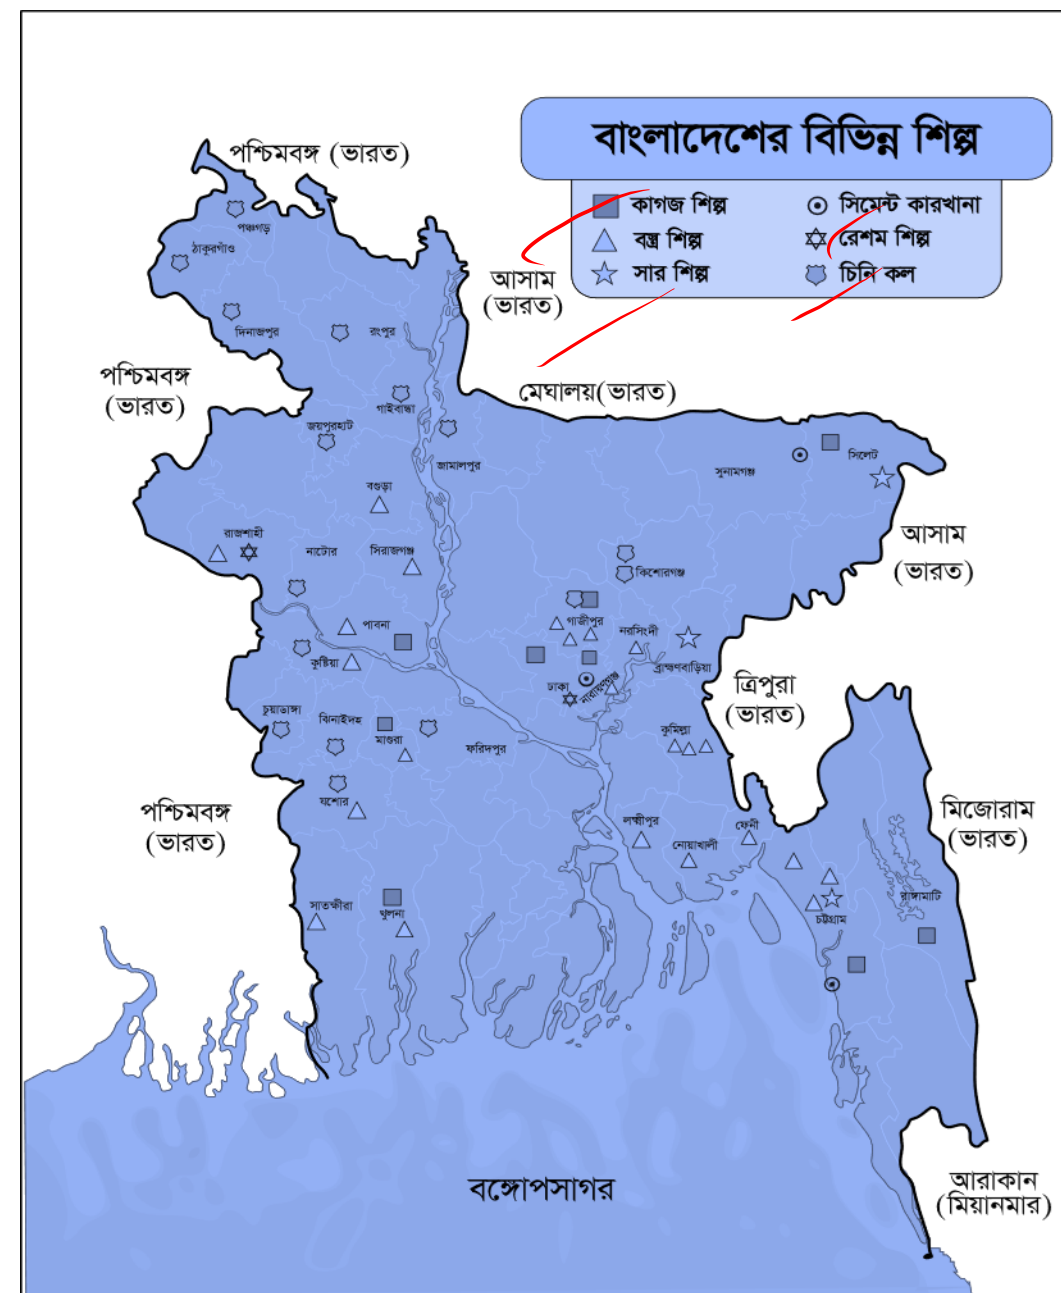 বাংলাদেশের বিভিন্ন শিল্প
কাগজ শিল্প
সিমেন্ট কারখানা
বস্ত্র শিল্প
রেশম শিল্প
সার শিল্প
চিনি কল
পশ্চিমবঙ্গ (ভারত)
পঞ্চগড়
ঠাকুরগাঁও
আসাম
(ভারত)
দিনাজপুর
রংপুর
পশ্চিমবঙ্গ
(ভারত)
মেঘালয়(ভারত)
গাইবান্ধা
জয়পুরহাট
জামালপুর
সুনামগঞ্জ
সিলেট
বগুড়া
রাজশাহী
নাটোর
সিরাজগঞ্জ
আসাম
(ভারত)
কিশোরগঞ্জ
পাবনা
গাজীপুর
নরসিংদী
কুষ্টিয়া
ব্রাহ্মণবাড়িয়া
ঢাকা
নারায়ণগঞ্জ
ত্রিপুরা
(ভারত)
চুয়াডাঙ্গা
ঝিনাইদহ
মাগুরা
ফরিদপুর
কুমিল্লা
যশোর
পশ্চিমবঙ্গ
(ভারত)
লক্ষ্মীপুর
নোয়াখালী
ফেনী
মিজোরাম
(ভারত)
সাতক্ষীরা
খুলনা
চট্টগ্রাম
রাঙ্গামাটি
বঙ্গোপসাগর
আরাকান
(মিয়ানমার)